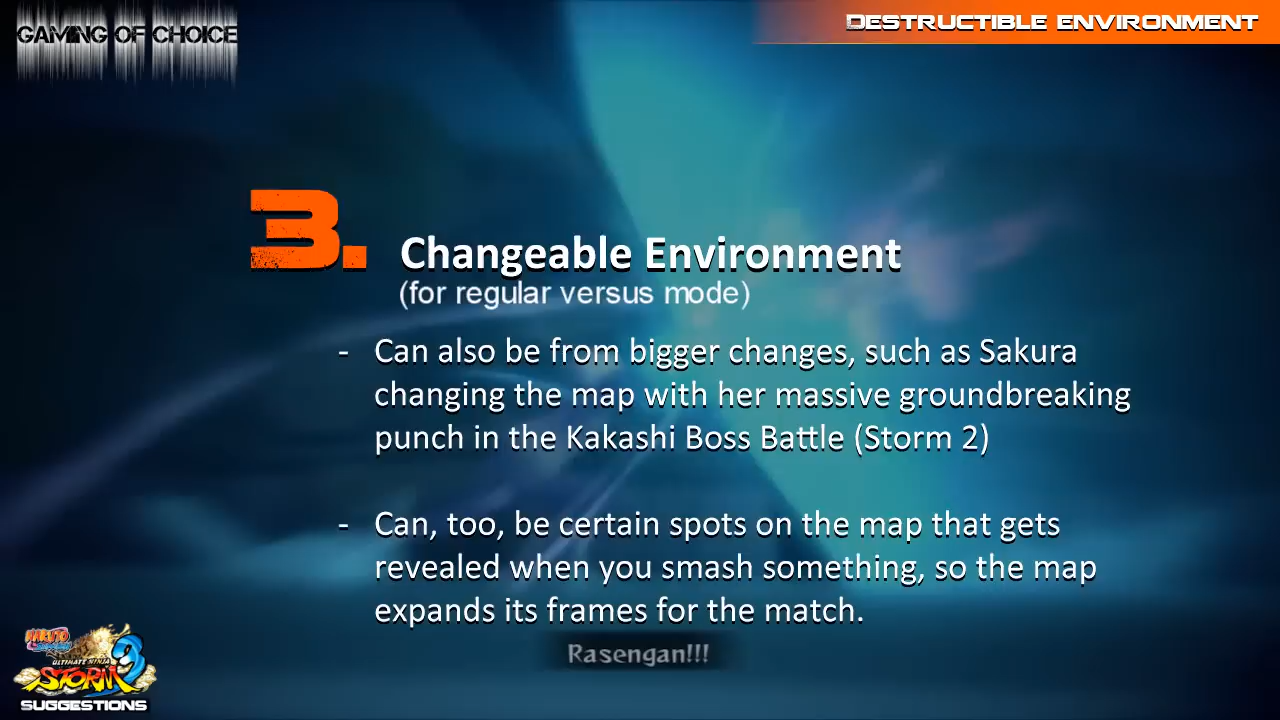 GAMING OF CHOICE
DESTRUCTIBLE ENVIRONMENT
3. Changeable Environment
(for regular versus mode)
- Can also be from bigger changes, such as Sakura
changing the map with her massive groundbreaking
punch in the Kakashi Boss Battle (Storm 2)
- Can, too, be certain spots on the map that gets
revealed when you smash something, so the map
expands its frames for the match.
Rasengan!!!
NARUTO
ULTIMATE NINJA
STORM 3
SUGGESTIONS